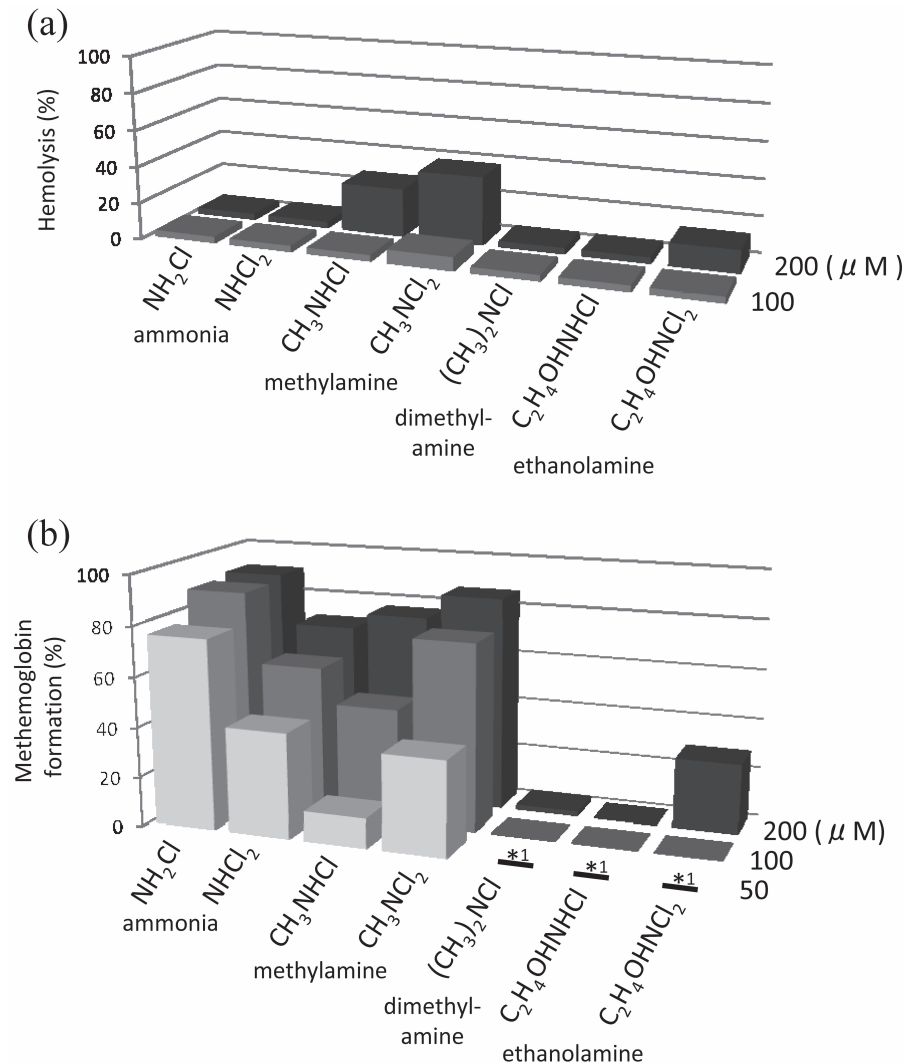 (a)
Hemolysis (%)
100
80
60
40
20
0
NH₂Cl
NHCl₂
CH₃NHCl
CH₃NCl₂
(CH₃)₂NCl
C₂H₄OHNHCl
C₂H₄OHNCl₂
200 ( μ M )
100
ammonia
methylamine
dimethyl-
amine
ethanolamine
(b)
Methemoglobin
formation (%)
100
80
60
40
20
0
*1
*1
*1
NH₂Cl
NHCl₂
CH₃NHCl
CH₃NCl₂
(CH₃)₂NCl
C₂H₄OHNHCl
C₂H₄OHNCl₂
200 ( μ M)
100
50
ammonia
methylamine
dimethyl-
amine
ethanolamine